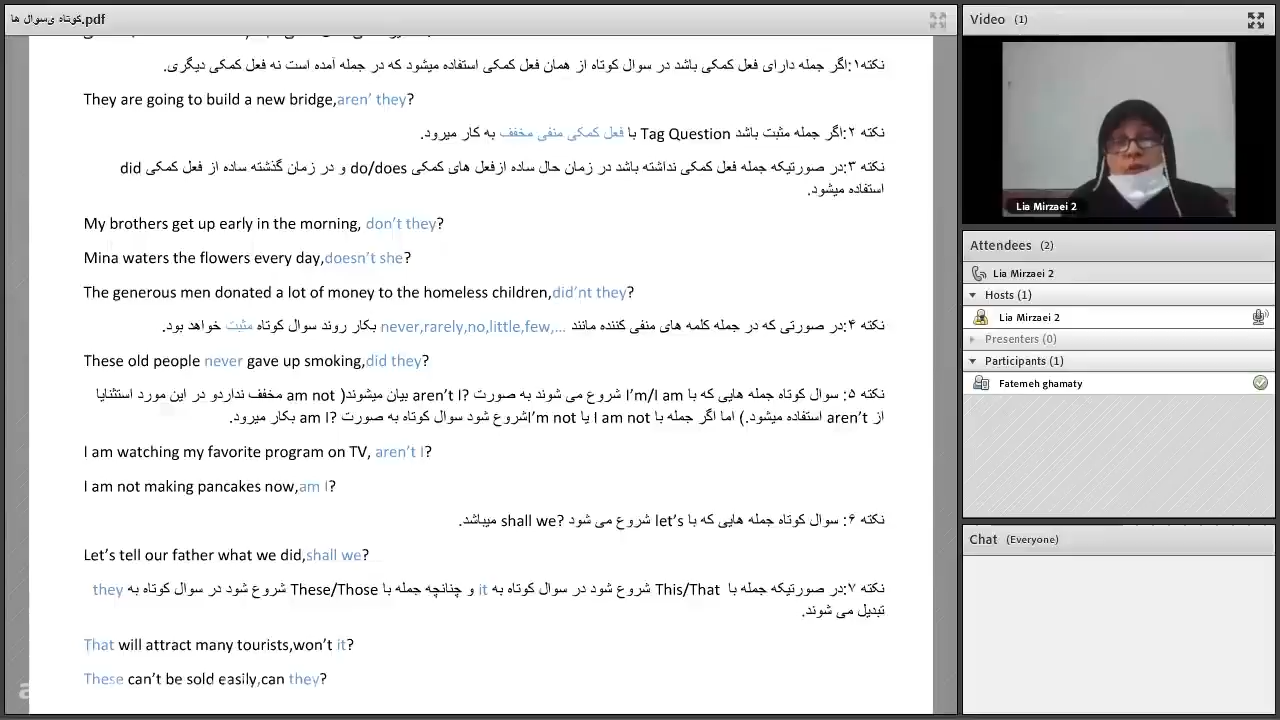 کوتاه ی‌سوال ها.pdf
نکته۱:اگر جمله دارای فعل کمکی باشد در سوال کوتاه از همان فعل کمکی استفاده میشود که در جمله آمده است نه فعل کمکی دیگری.
They are going to build a new bridge,aren' they?
نکته ۲:اگر جمله مثبت باشد Tag Question با فعل کمکی منفی مخفف به کار میرود.
نکته ۳:در صورتیکه جمله فعل کمکی نداشته باشد در زمان حال ساده ازفعل های کمکی do/does و در زمان گذشته ساده از فعل کمکی did
استفاده میشود.
My brothers get up early in the morning, don't they?
Mina waters the flowers every day,doesn't she?
The generous men donated a lot of money to the homeless children,did'nt they?
نکته ۴:در صورتی که در جمله کلمه های منفی کننده مانند never,rarely,no,little,few,... بکار روند سوال کوتاه مثبت خواهد بود.
These old people never gave up smoking,did they?
نکته ۵: سوال کوتاه جمله هایی که با I'm/I am شروع می شوند به صورت aren't I? بیان میشوند( am not مخفف نداردو در این مورد استثنایا
از aren't استفاده میشود.) اما اگر جمله با I am not یا I'm notشروع شود سوال کوتاه به صورت am I? بکار میرود.
I am watching my favorite program on TV, aren't I?
I am not making pancakes now,am I?
نکته ۶: سوال کوتاه جمله هایی که با let's شروع می شود shall we? میباشد.
Let's tell our father what we did,shall we?
نکته ۷:در صورتیکه جمله با This/That شروع شود در سوال کوتاه به it و چنانچه جمله با These/Those شروع شود در سوال کوتاه به they
تبدیل می شوند.
That will attract many tourists,won't it?
These can't be sold easily,can they?
Video (1)
Lia Mirzaei 2
Attendees (2)
Lia Mirzaei 2
Hosts (1)
Lia Mirzaei 2
Presenters (0)
Participants (1)
Fatemeh ghamaty
Chat (Everyone)